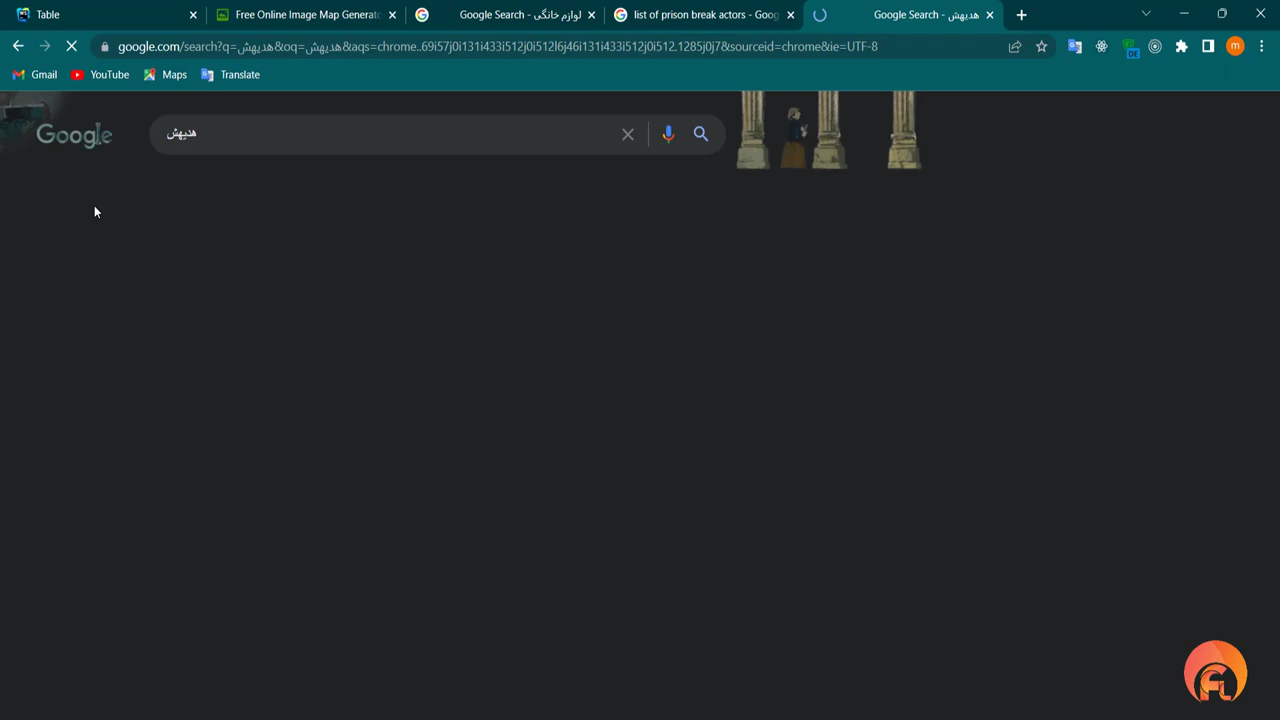 Table
Free Online Image Map Generato
لوازم خانگی - Google Search
list of prison break actors - Goog
هدیهش - Google Search
google.com/search?q=هدیهش&oq=هدیهش&aqs=chrome..69i57j0i131i433i512j0i512l6j46i131i433i512j0i512.1285j0j7&sourceid=chrome&ie=UTF-8
DE
m
Gmail
YouTube
Maps
Translate
Google
هدیهش